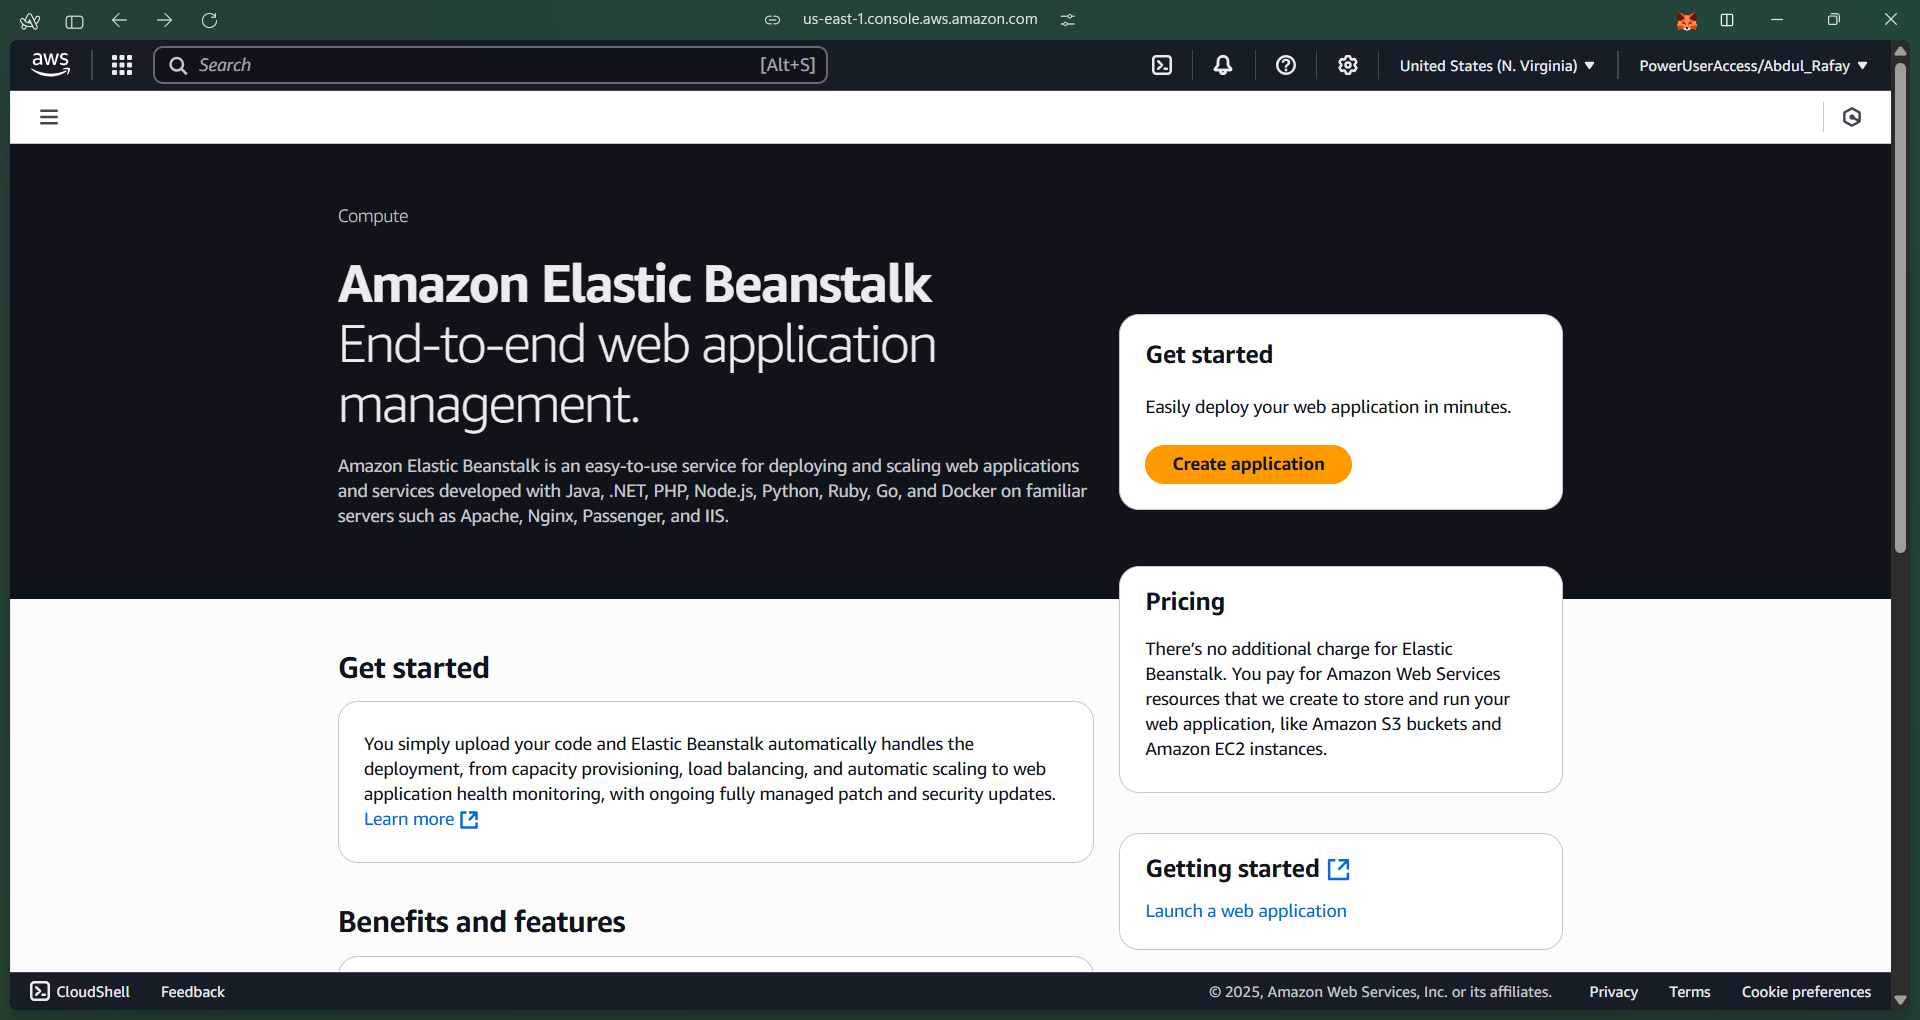 us-east-1.console.aws.amazon.com
aws
Search
[Alt+S]
United States (N. Virginia)
PowerUserAccess/Abdul_Rafay
Compute
Amazon Elastic Beanstalk
End-to-end web application
management.
Amazon Elastic Beanstalk is an easy-to-use service for deploying and scaling web applications
and services developed with Java, .NET, PHP, Node.js, Python, Ruby, Go, and Docker on familiar
servers such as Apache, Nginx, Passenger, and IIS.
Get started
Easily deploy your web application in minutes.
Create application
Pricing
There's no additional charge for Elastic
Beanstalk. You pay for Amazon Web Services
resources that we create to store and run your
web application, like Amazon S3 buckets and
Amazon EC2 instances.
Get started
You simply upload your code and Elastic Beanstalk automatically handles the
deployment, from capacity provisioning, load balancing, and automatic scaling to web
application health monitoring, with ongoing fully managed patch and security updates.
Learn more
Getting started
Launch a web application
Benefits and features
CloudShell
Feedback
© 2025, Amazon Web Services, Inc. or its affiliates.
Privacy
Terms
Cookie preferences